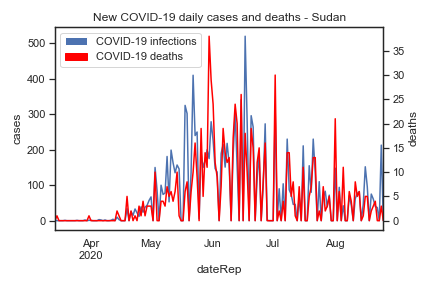 New COVID-19 daily cases and deaths - Sudan
COVID-19 infections
COVID-19 deaths
500
400
300
200
100
0
cases
35
30
25
20
15
10
5
0
deaths
Apr
2020
May
Jun
Jul
Aug
dateRep